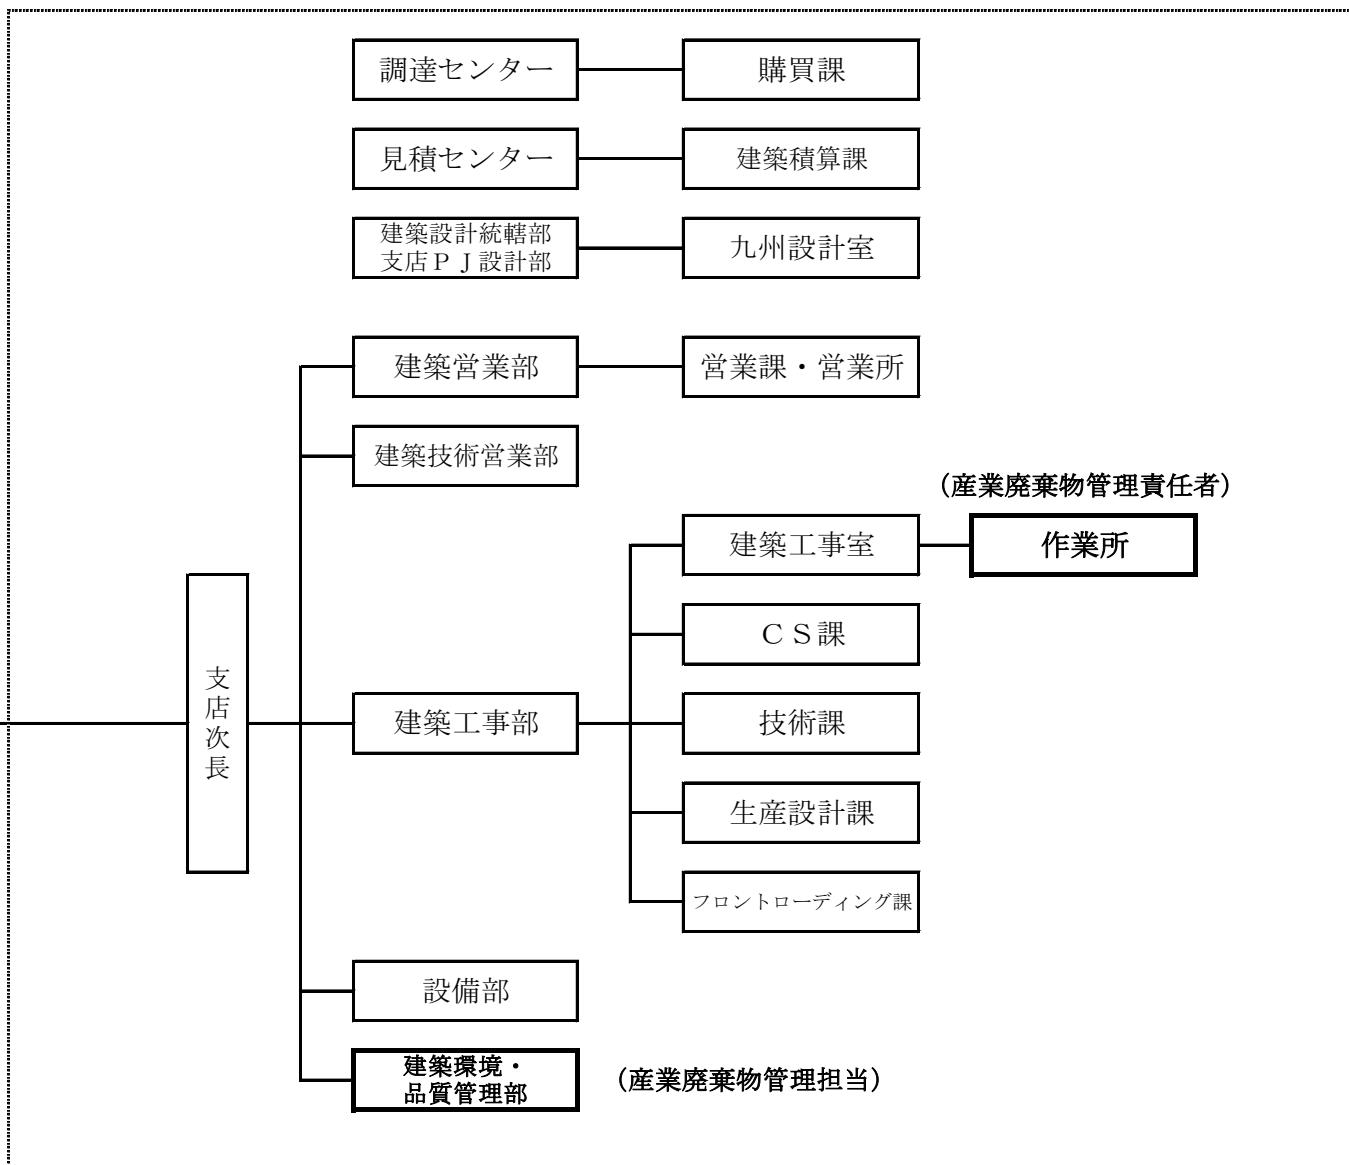 調達センター
購買課
見積センター
建築積算課
建築設計統轄部
支店ＰＪ設計部
九州設計室
建築営業部
営業課・営業所
建築技術営業部
（産業廃棄物管理責任者）
建築工事室
作業所
ＣＳ課
支店次長
建築工事部
技術課
生産設計課
フロントローディング課
設備部
建築環境・
品質管理部
（産業廃棄物管理担当）